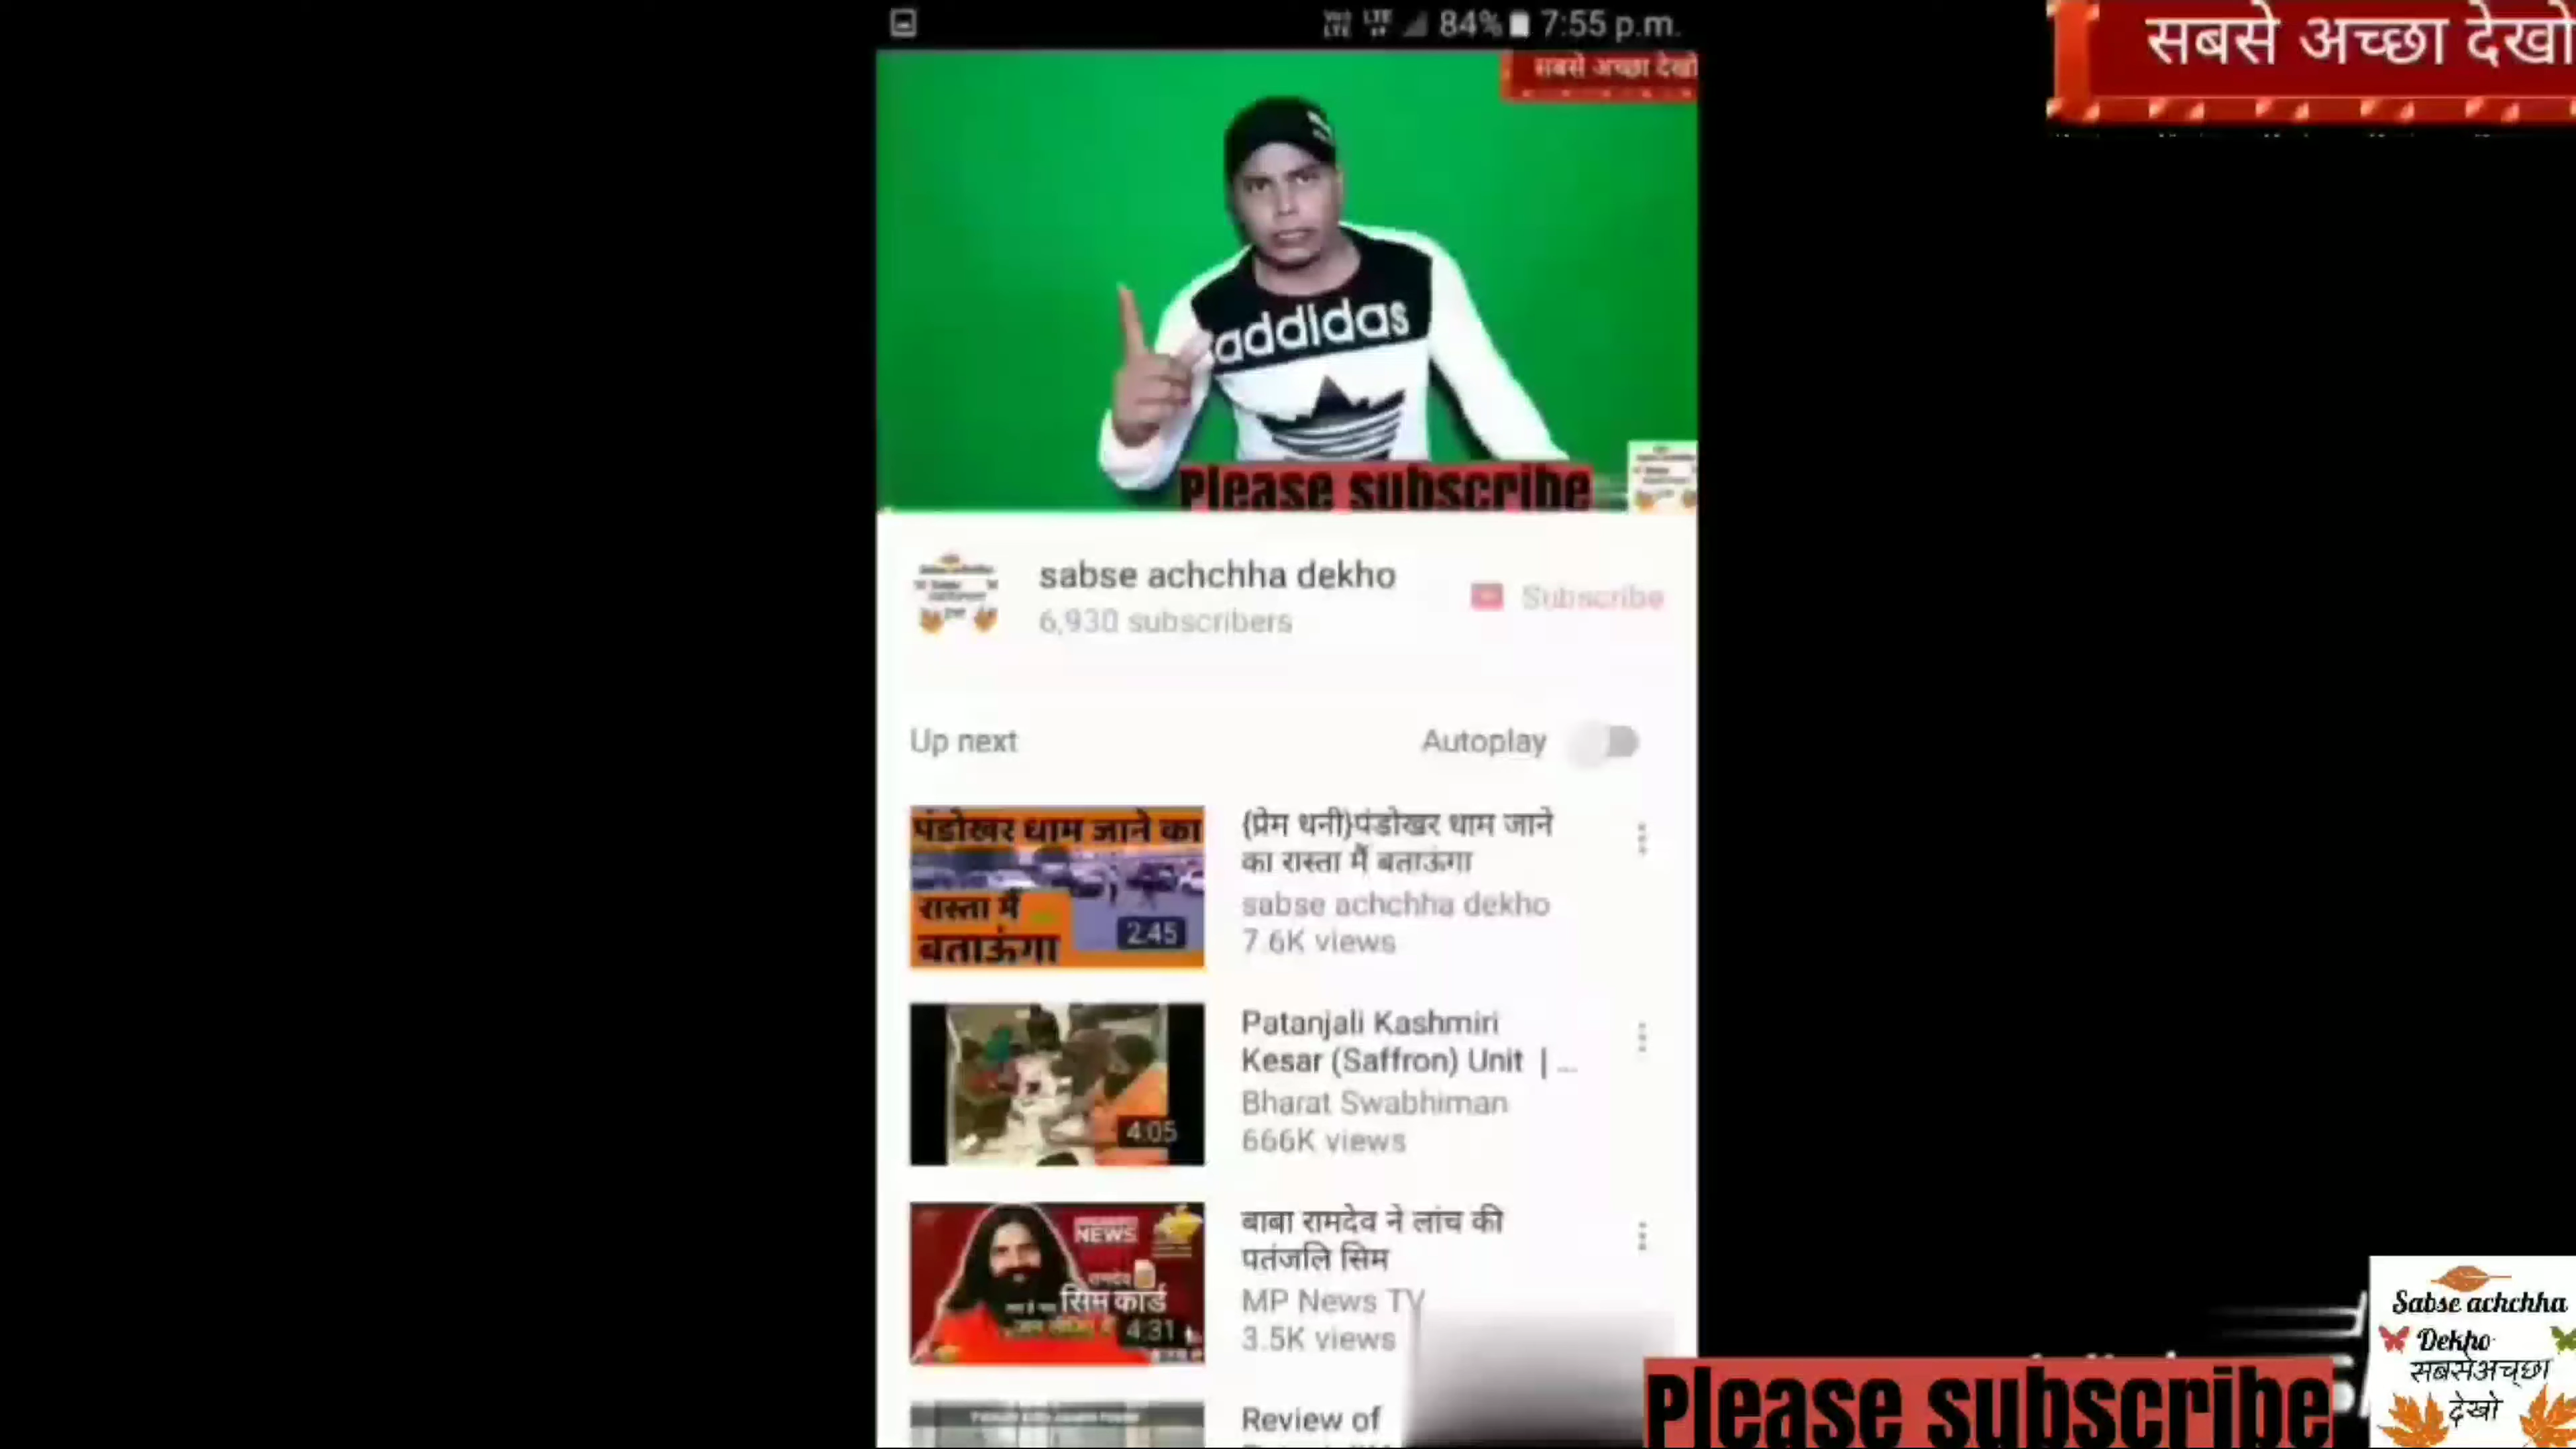 84% 7:55 p.m.
सबसे अच्छा देखो
सबसे अच्छा देखो
addidas
Please subscribe
sabse achchha dekho
6,930 subscribers
Subscribe
Up next
Autoplay
पंडोखर धाम जाने का
रास्ता मैं
बताऊंगा
2:45
(प्रेम धनी)पंडोखर धाम जाने
का रास्ता मैं बताऊंगा
sabse achchha dekho
7.6K views
4:05
Patanjali Kashmiri
Kesar (Saffron) Unit | ...
Bharat Swabhiman
666K views
NEWS
रामदेव
सिम कार्ड
4:31
बाबा रामदेव ने लांच की
पतंजलि सिम
MP News TV
3.5K views
Review of
Please subscribe
Sabse achchha
Dekho
सबसे अच्छा
देखो